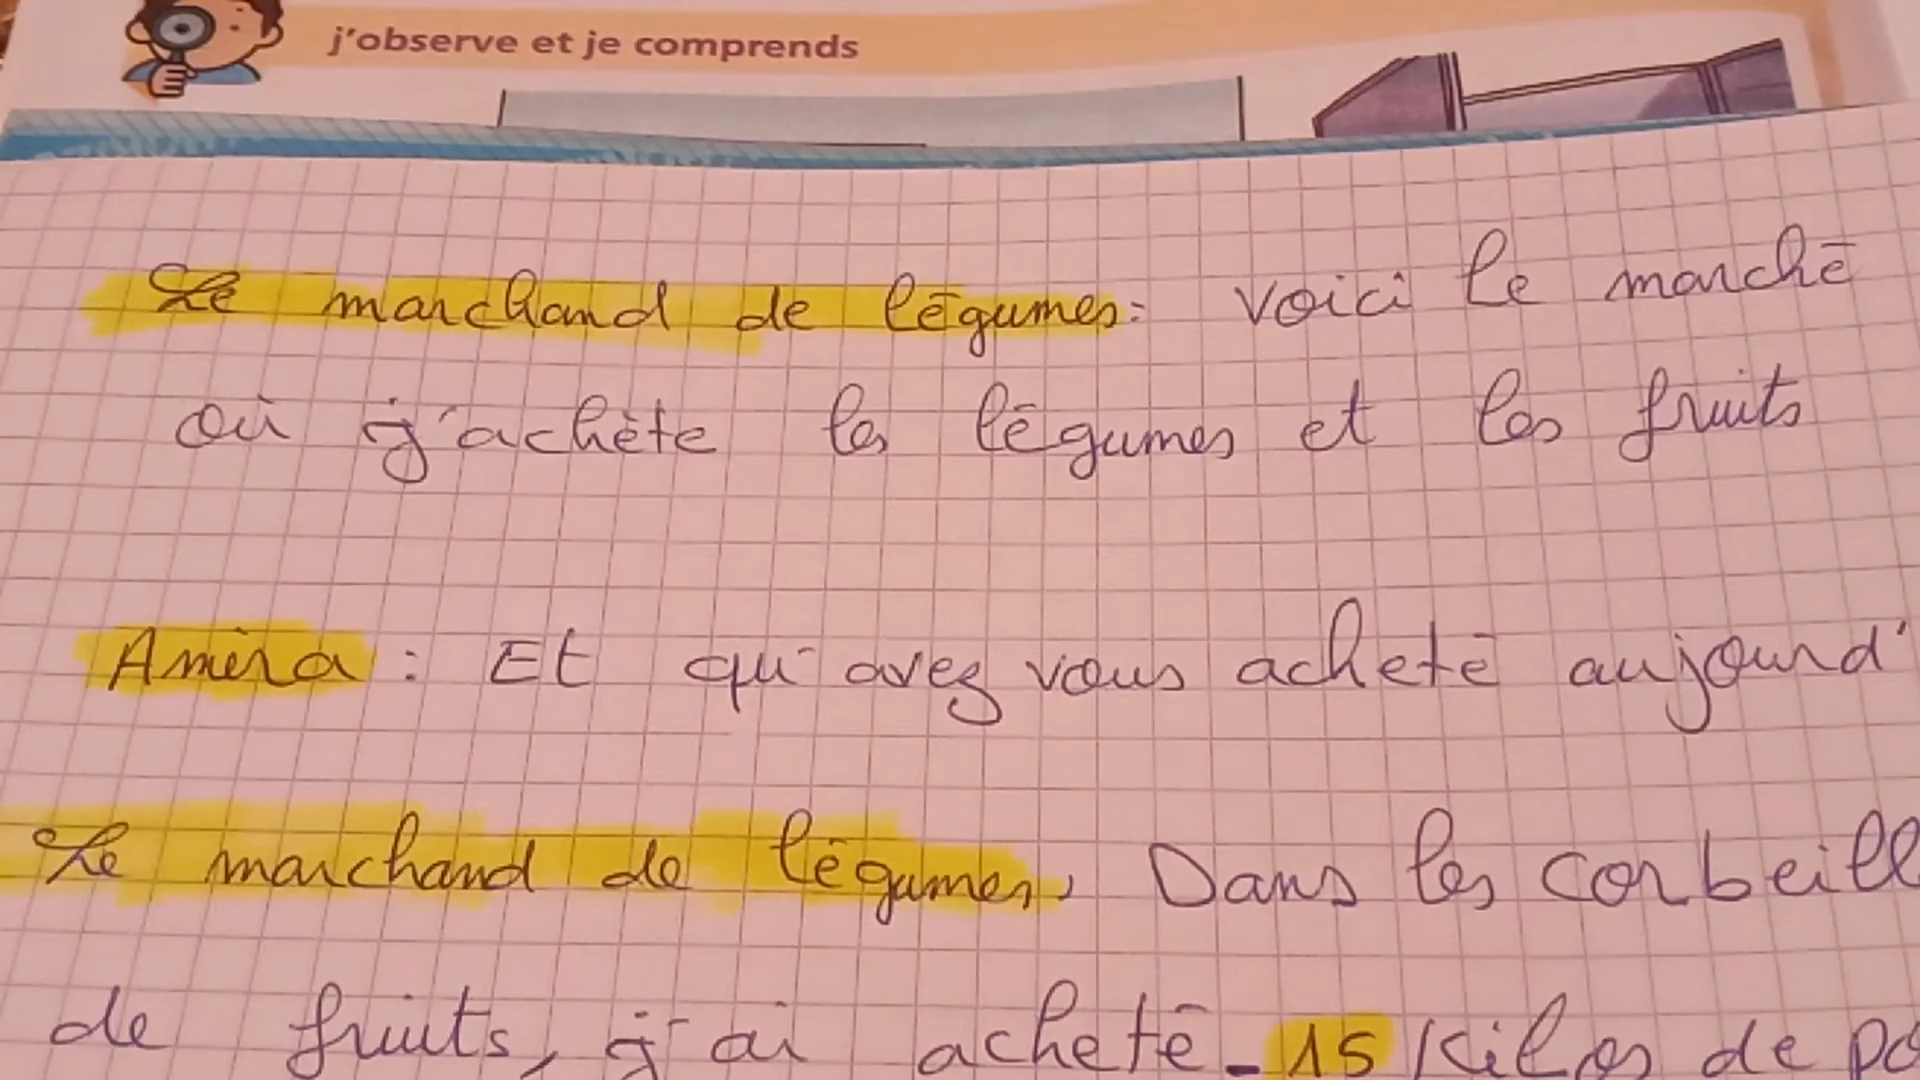 j'observe et je comprends
Le marchand de légumes: Voici le marché
où j'achète les légumes et les fruits
Amira : Et qu'avez vous acheté aujourd'
Le marchand de légumes, Dans les corbeill
de fruits, j'ai acheté - 15 Kilos de po